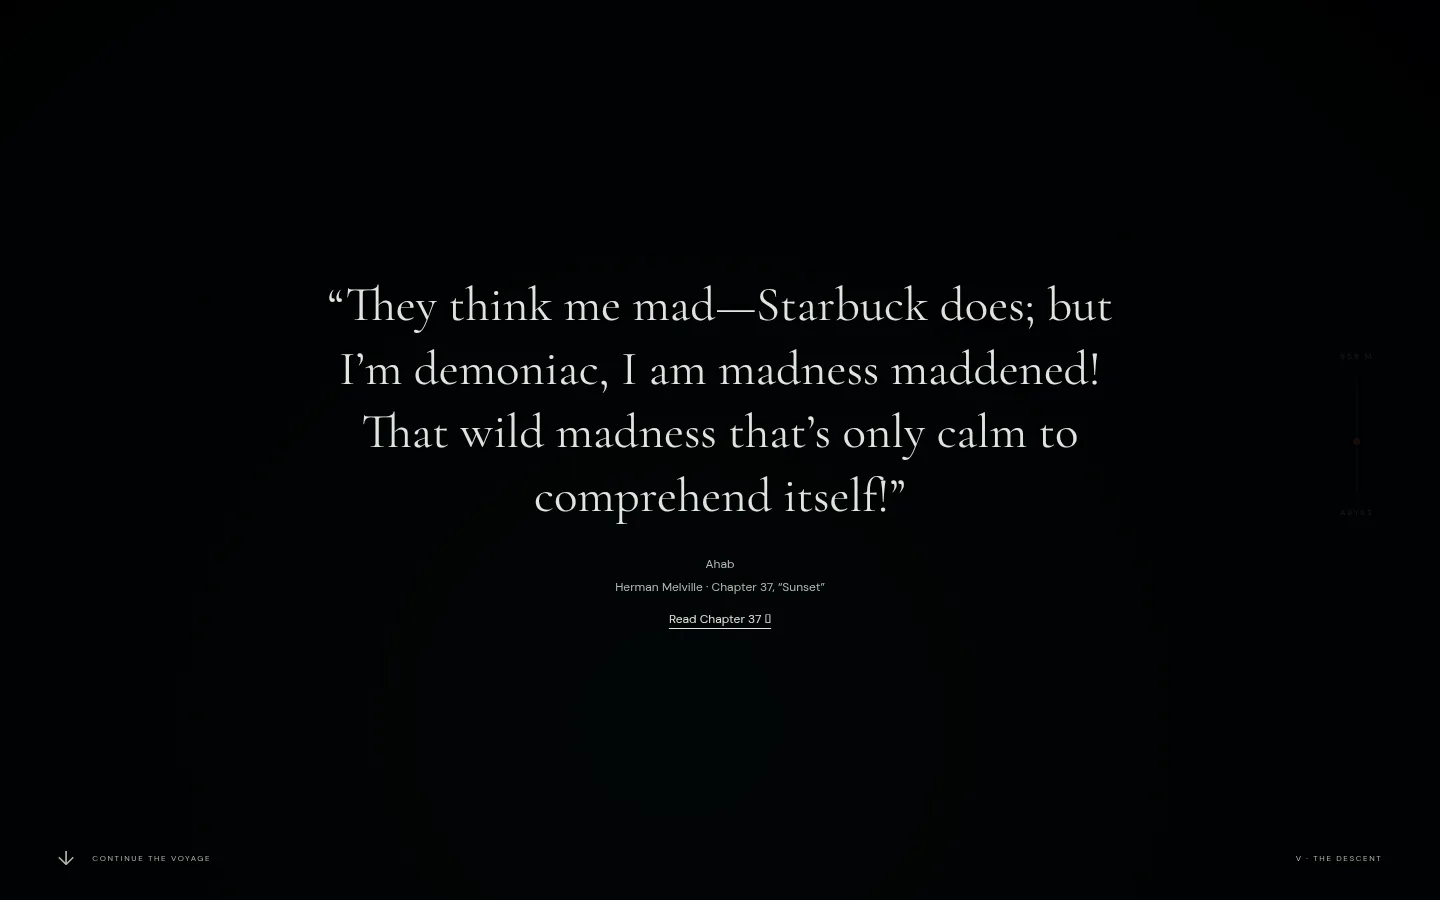 “They think me mad—Starbuck does; but
I’m demoniac, I am madness maddened!
That wild madness that’s only calm to
comprehend itself!”
Ahab
Herman Melville · Chapter 37, “Sunset”
Read Chapter 37
ABYSS
CONTINUE THE VOYAGE
V · THE DESCENT